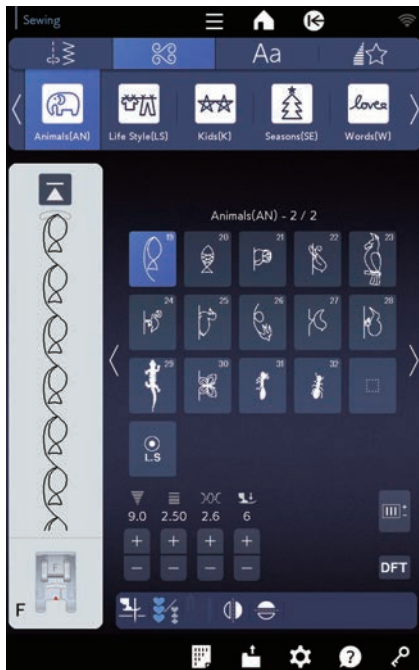 Sewing
Aa
love
Animals(AN) Life Style(LS) Kids(K) Seasons(SE) Words(W)
Animals(AN) - 2 / 2
19 20 21 22 23
24 25 26 27 28
29 30 31 32
L.S
9.0 2.50 2.6 6
+ + + +
− − − −
DFT
F
?